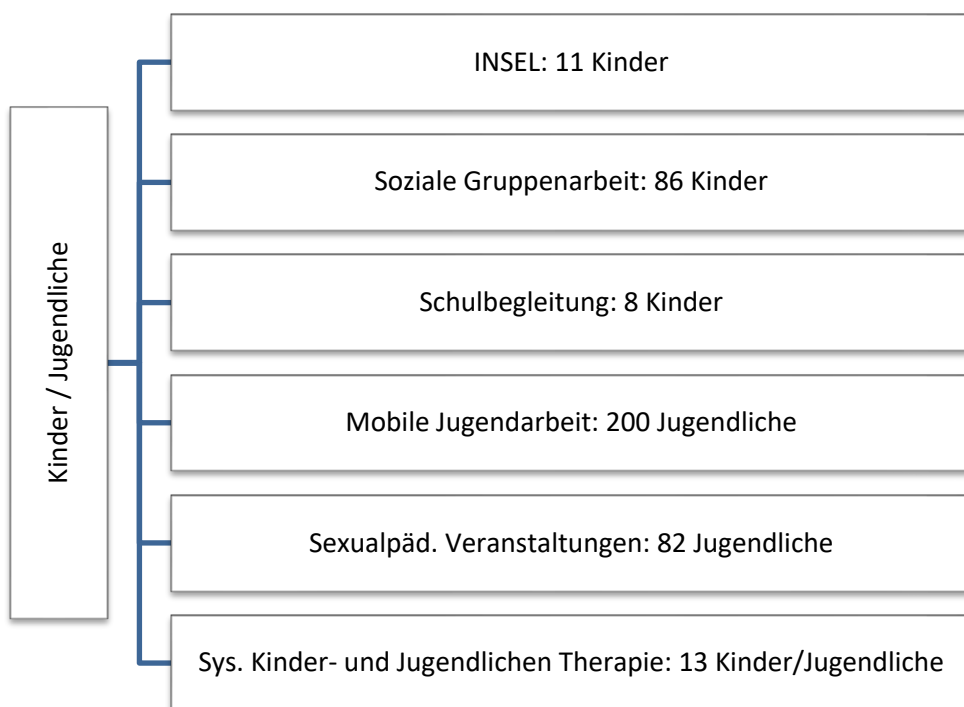 Kinder / Jugendliche
INSEL: 11 Kinder
Soziale Gruppenarbeit: 86 Kinder
Schulbegleitung: 8 Kinder
Mobile Jugendarbeit: 200 Jugendliche
Sexualpäd. Veranstaltungen: 82 Jugendliche
Sys. Kinder- und Jugendlichen Therapie: 13 Kinder/Jugendliche